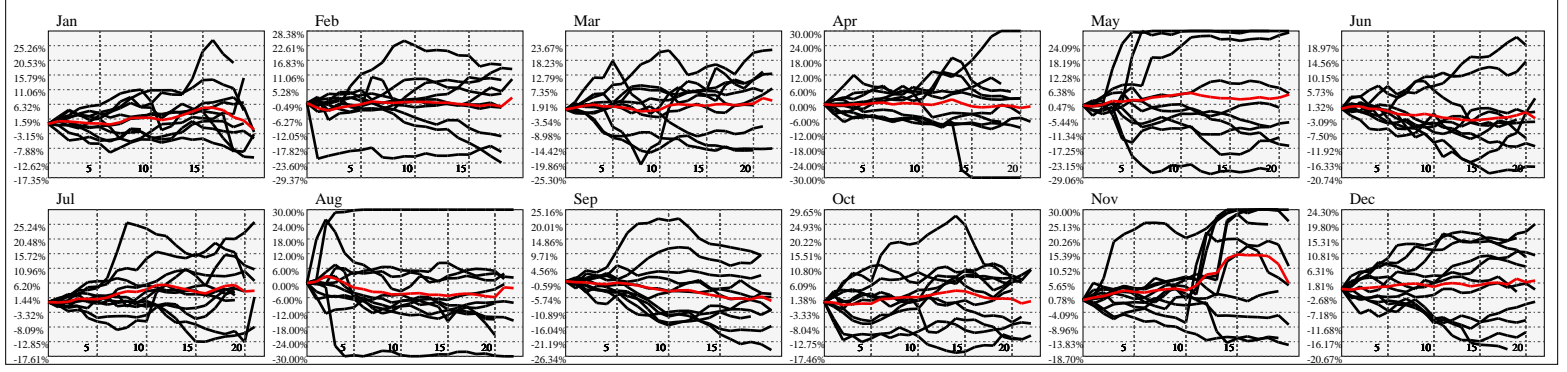 Jan Feb Mar Apr May Jun
25.26% 20.53% 15.79% 11.06% 6.32% 1.59% -3.15% -7.88% -12.62% -17.35%
5 10 15
28.38% 22.61% 16.83% 11.06% 5.28% -0.49% -6.27% -12.05% -17.82% -23.60% -29.37%
5 10 15
23.67% 18.23% 12.79% 7.35% 1.91% -3.54% -8.98% -14.42% -19.86% -25.30%
5 10 15
30.00% 24.00% 18.00% 12.00% 6.00% 0.00% -6.00% -12.00% -18.00% -24.00% -30.00%
5 10 15 20
24.09% 18.19% 12.28% 6.38% 0.47% -5.44% -11.34% -17.25% -23.15% -29.06%
5 10 15 20
18.97% 14.56% 10.15% 5.73% 1.32% -3.09% -7.50% -11.92% -16.33% -20.74%
5 10 15 20
Jul Aug Sep Oct Nov Dec
25.24% 20.48% 15.72% 10.96% 6.20% 1.44% -3.32% -8.09% -12.85% -17.61%
5 10 15 20
30.00% 24.00% 18.00% 12.00% 6.00% 0.00% -6.00% -12.00% -18.00% -24.00% -30.00%
5 10 15 20
25.16% 20.01% 14.86% 9.71% 4.56% -0.59% -5.74% -10.89% -16.04% -21.19% -26.34%
5 10 15
29.65% 24.93% 20.22% 15.51% 10.80% 6.09% 1.38% -3.33% -8.04% -12.75% -17.46%
5 10 15 20
30.00% 25.13% 20.26% 15.39% 10.52% 5.65% 0.78% -4.09% -8.96% -13.83% -18.70%
5 10 15
24.30% 19.80% 15.31% 10.81% 6.31% 1.81% -2.68% -7.18% -11.68% -16.17% -20.67%
5 10 15 20